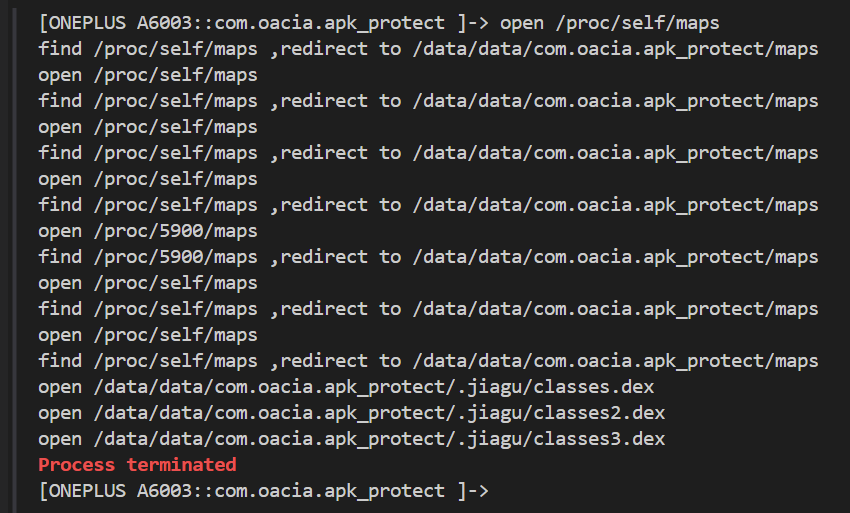 [ONEPLUS A6003::com.oacia.apk_protect ]-> open /proc/self/maps
find /proc/self/maps ,redirect to /data/data/com.oacia.apk_protect/maps
open /proc/self/maps
find /proc/self/maps ,redirect to /data/data/com.oacia.apk_protect/maps
open /proc/self/maps
find /proc/self/maps ,redirect to /data/data/com.oacia.apk_protect/maps
open /proc/self/maps
find /proc/self/maps ,redirect to /data/data/com.oacia.apk_protect/maps
open /proc/5900/maps
find /proc/5900/maps ,redirect to /data/data/com.oacia.apk_protect/maps
open /proc/self/maps
find /proc/self/maps ,redirect to /data/data/com.oacia.apk_protect/maps
open /proc/self/maps
find /proc/self/maps ,redirect to /data/data/com.oacia.apk_protect/maps
open /data/data/com.oacia.apk_protect/.jiagu/classes.dex
open /data/data/com.oacia.apk_protect/.jiagu/classes2.dex
open /data/data/com.oacia.apk_protect/.jiagu/classes3.dex
Process terminated
[ONEPLUS A6003::com.oacia.apk_protect ]->